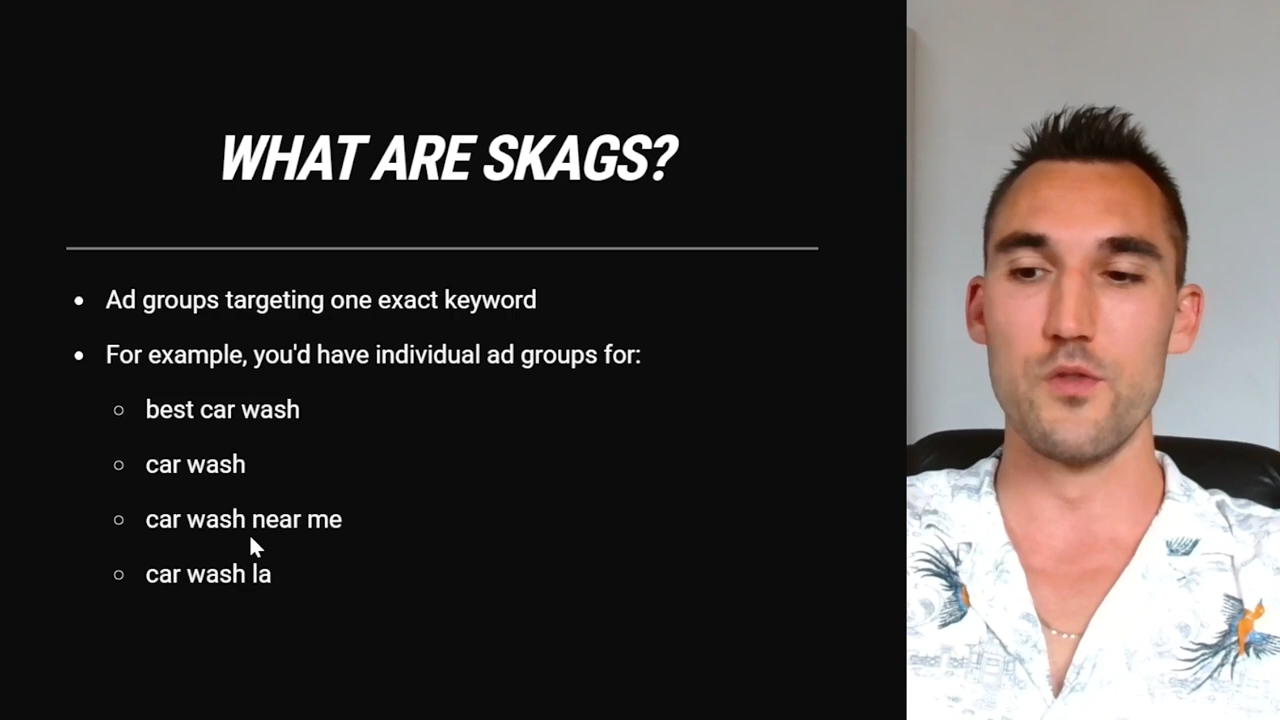 WHAT ARE SKAGS?
Ad groups targeting one exact keyword
For example, you'd have individual ad groups for:
best car wash
car wash
car wash near me
car wash la